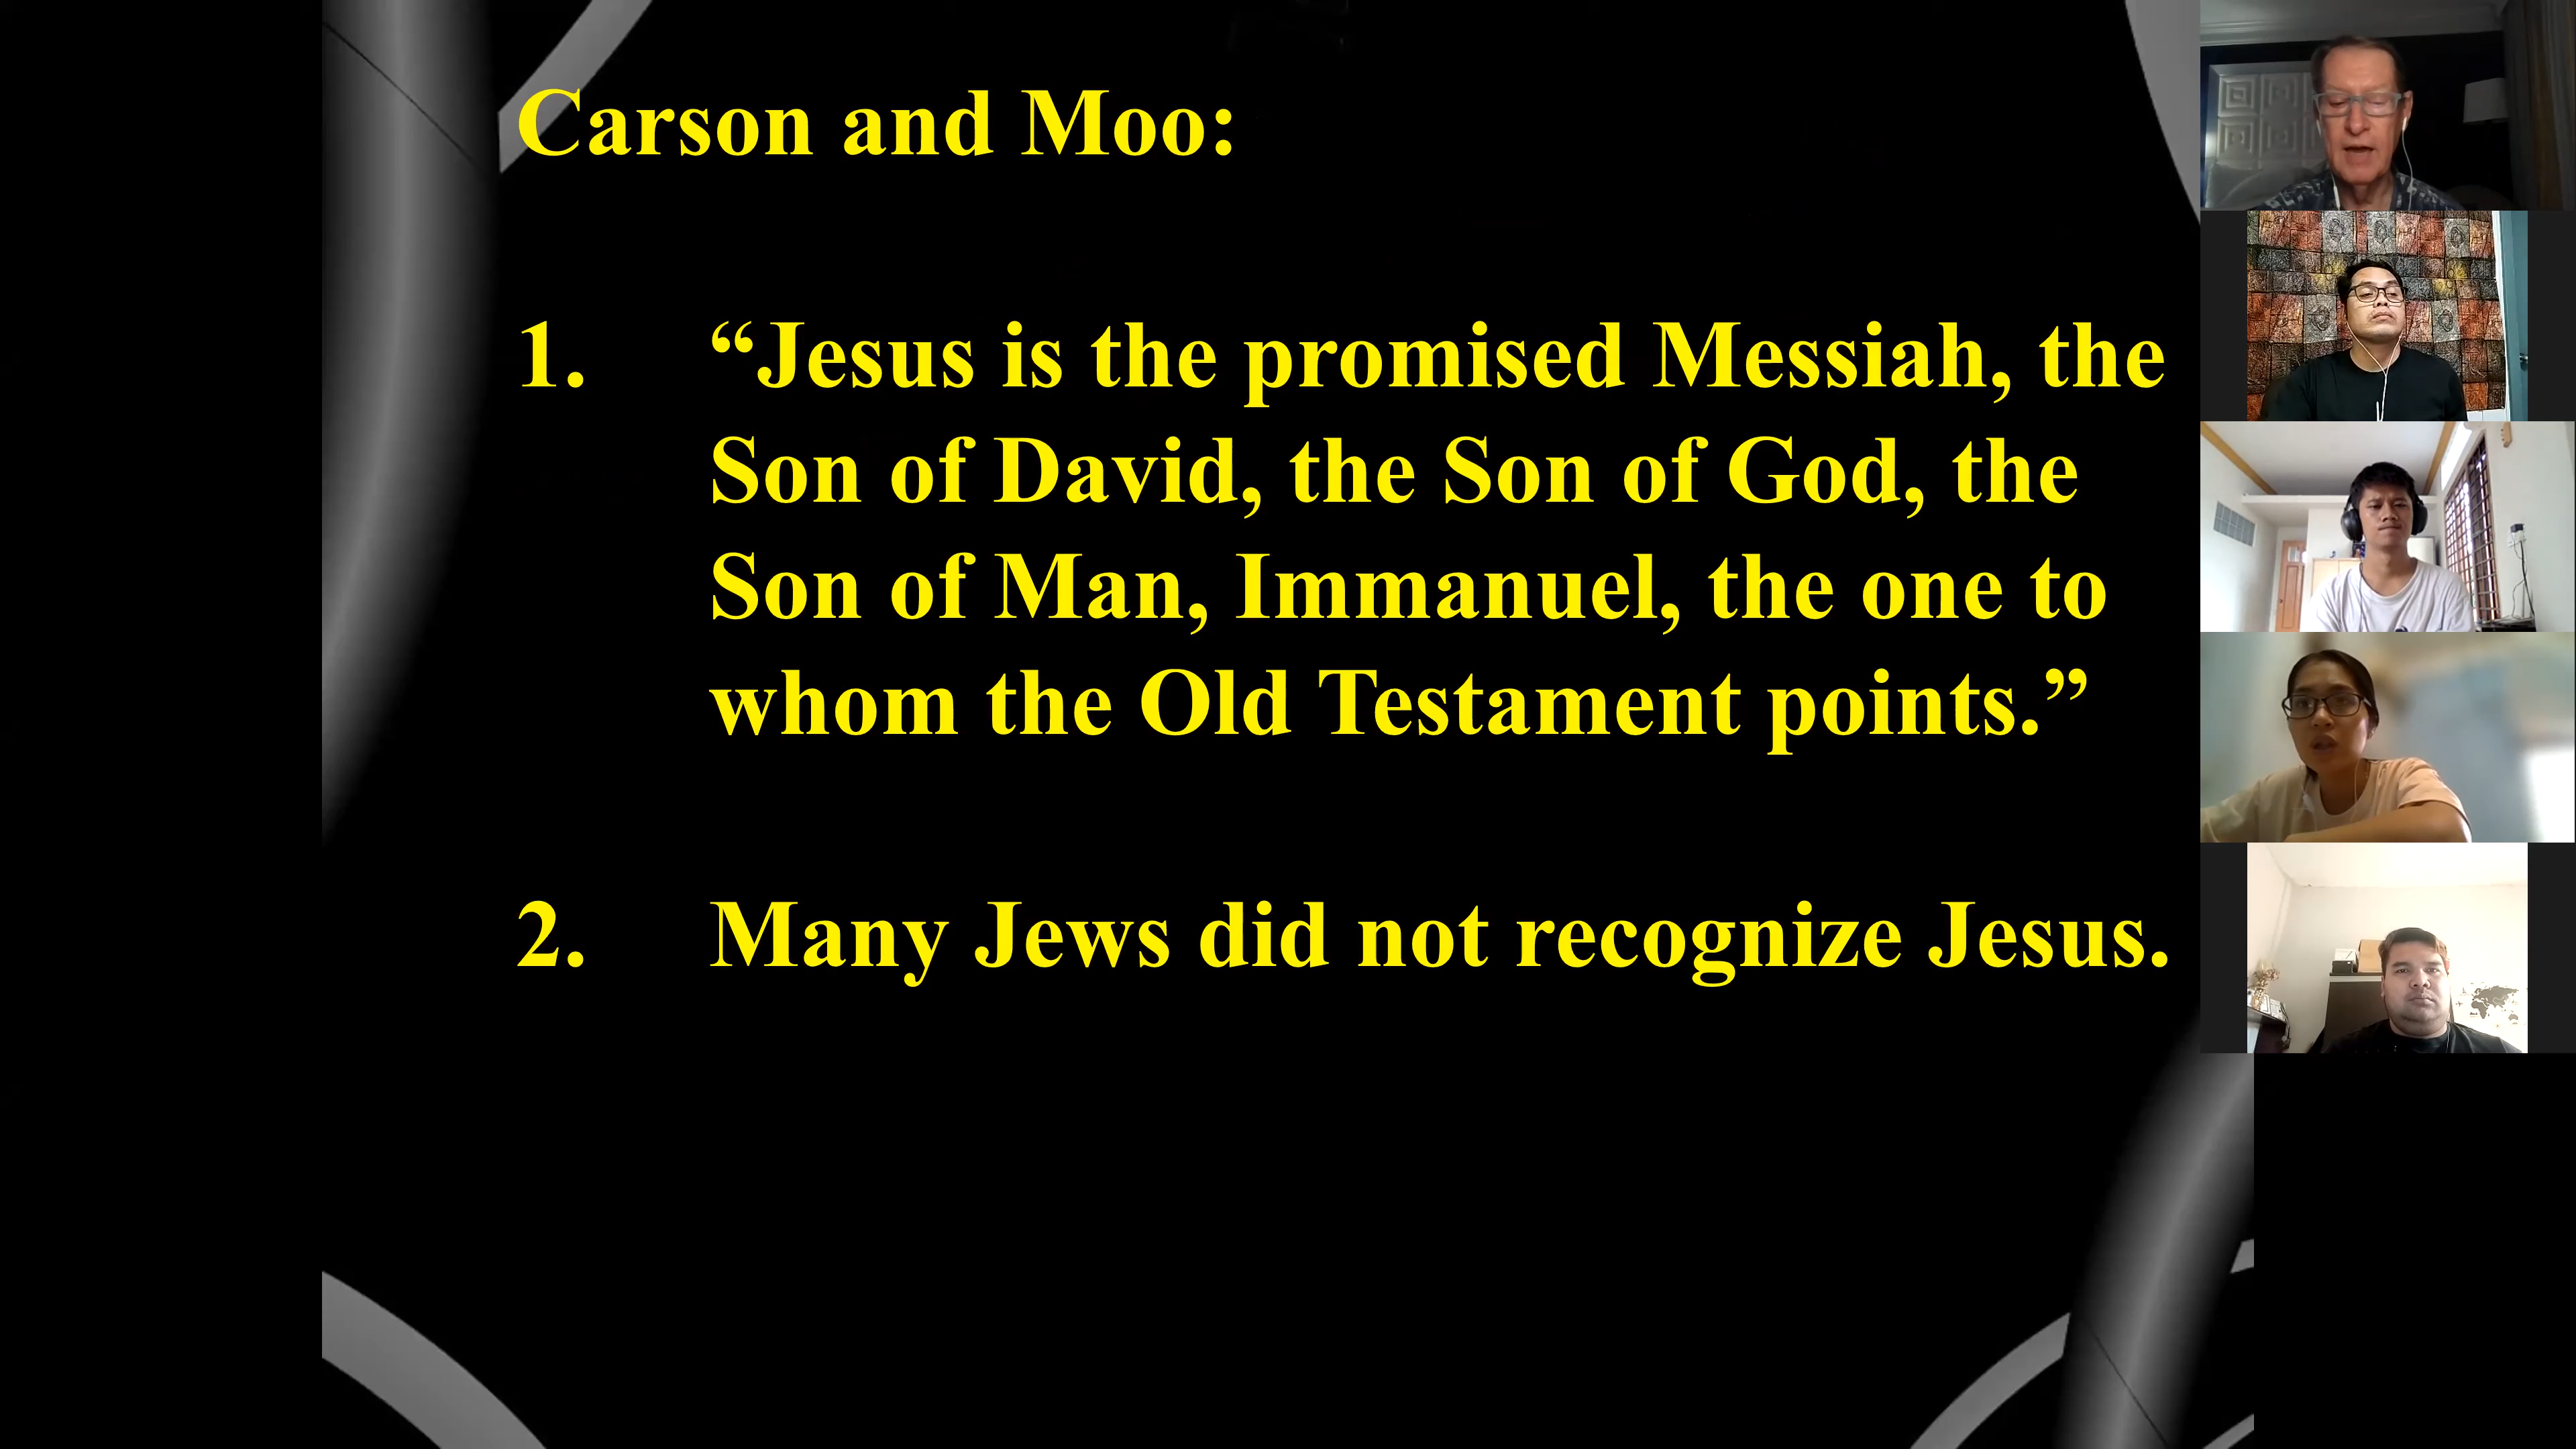 Carson and Moo:
1. “Jesus is the promised Messiah, the
Son of David, the Son of God, the
Son of Man, Immanuel, the one to
whom the Old Testament points.”
2. Many Jews did not recognize Jesus.